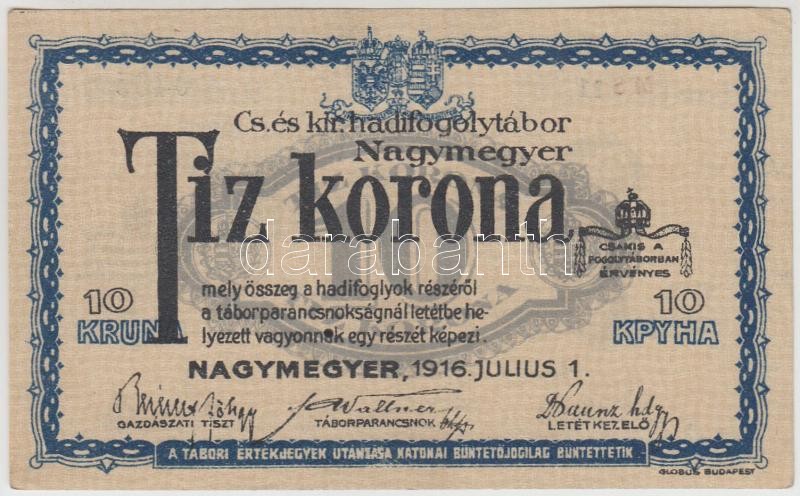 Cs. és kir. hadifogolytábor
Nagymegyer
Tiz korona
CSAKIS A
FOGOLYTÁBORBAN
ÉRVÉNYES
darabanth
mely összeg a hadifoglyok részéről
a táborparancsnokságnál letétbe he-
lyezett vagyonnak egy részét képezi.
10
KRUNA
10
КРУНА
NAGYMEGYER, 1916. JULIUS 1.
Wallner
GAZDÁSZATI TISZT
TÁBORPARANCSNOK
LETÉTKEZELŐ
A TÁBORI ÉRTÉKJEGYEK UTÁNZÁSA KATONAI BÜNTETŐJOGILAG BÜNTETTETIK
GLOBUS BUDAPEST